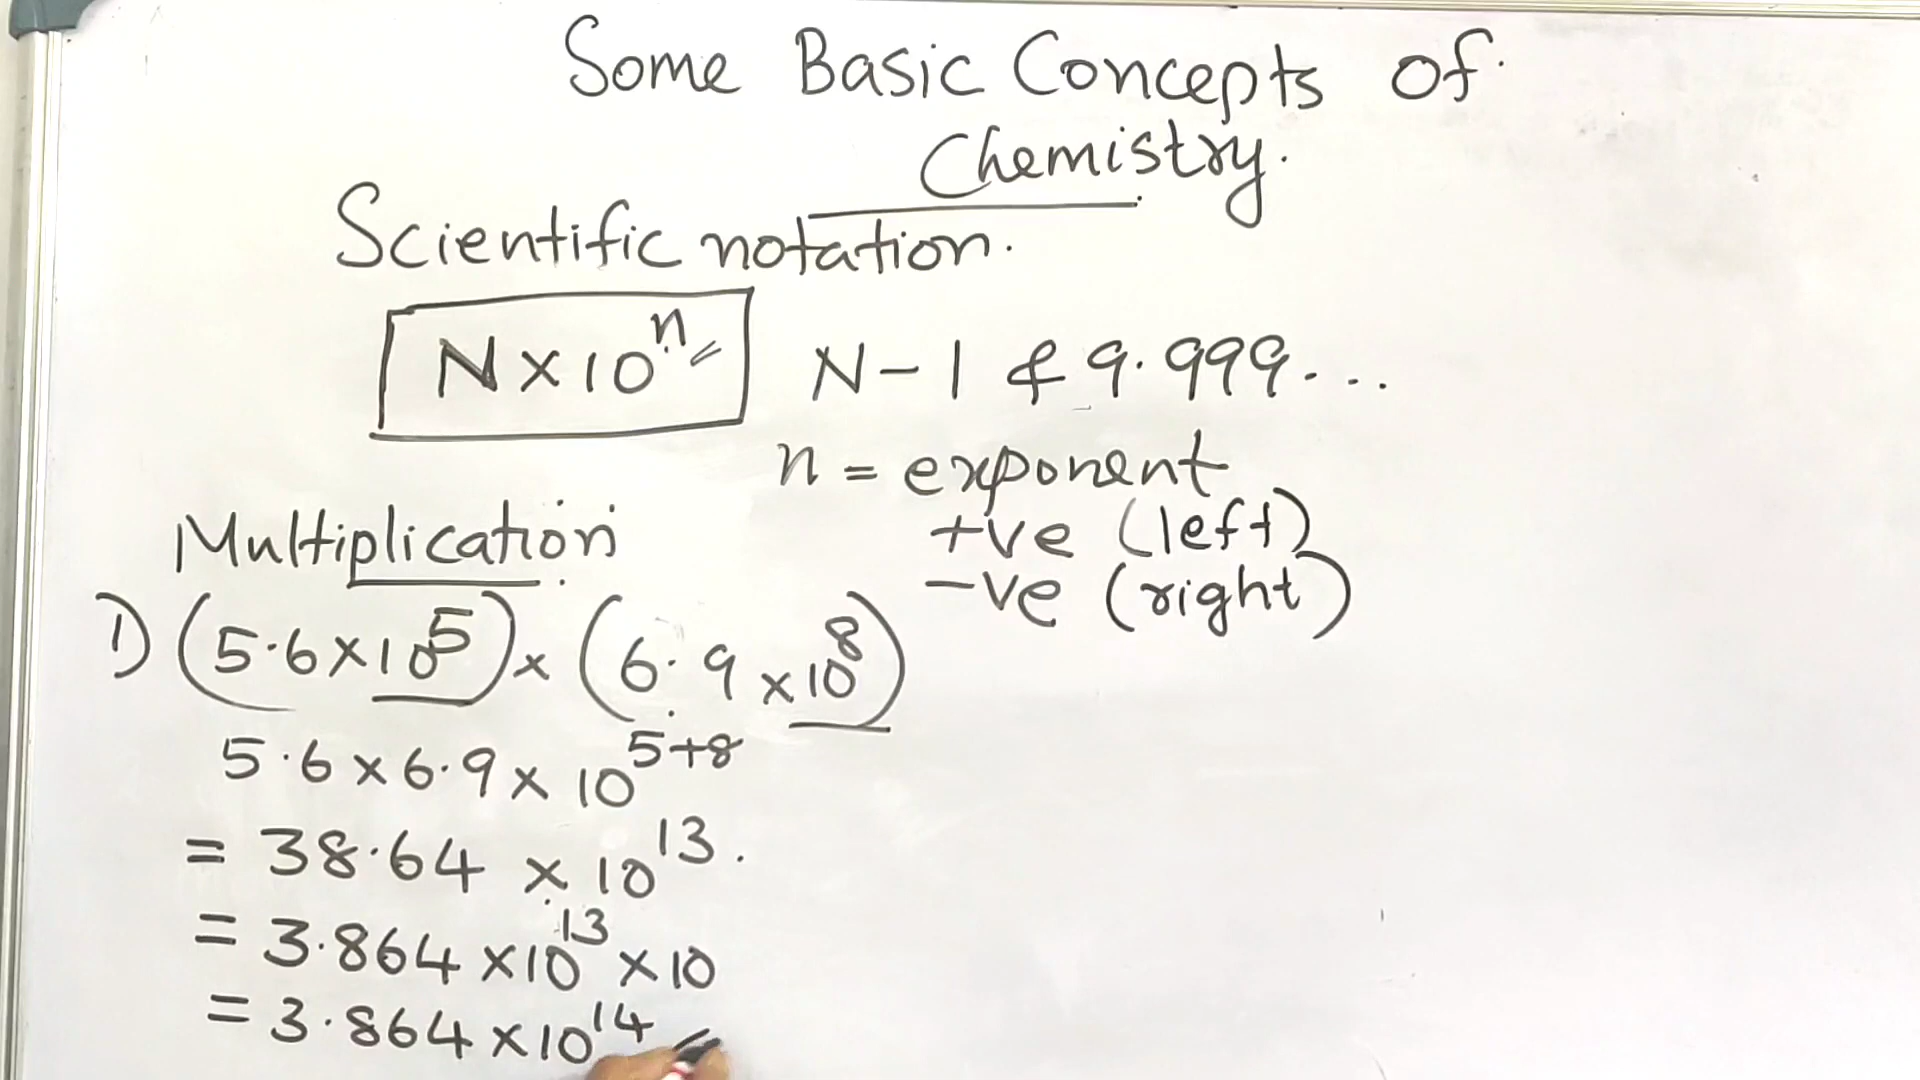 Some Basic Concepts of
Chemistry.
Scientific notation.
N×10ⁿ N - 1 & 9.999...
n = exponent
+ve (left)
-ve (right)
Multiplication
1) (5.6×10⁵) × (6.9×10⁸)
5.6×6.9×10⁵⁺⁸
= 38.64 × 10¹³.
= 3.864×10¹³×10
= 3.864×10¹⁴